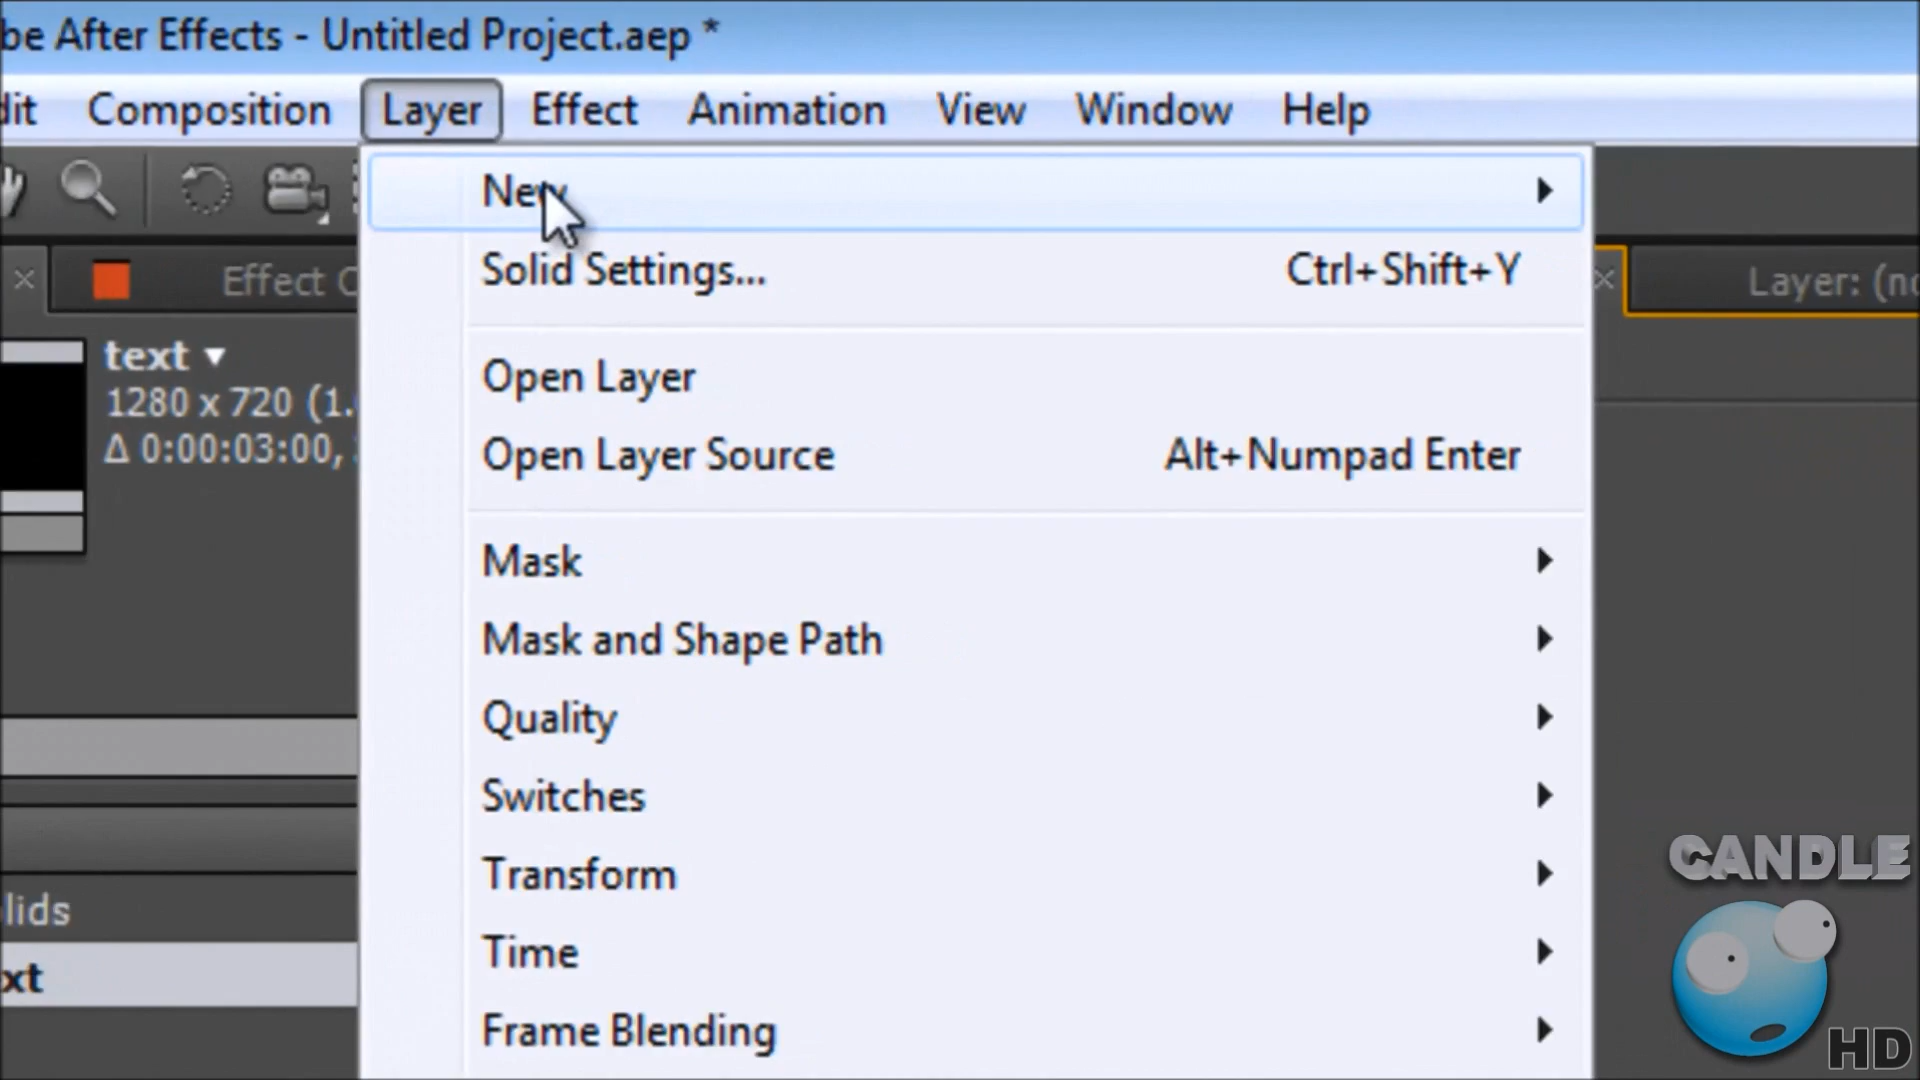 be After Effects - Untitled Project.aep *
dit Composition Layer Effect Animation View Window Help
New
Solid Settings... Ctrl+Shift+Y
Effect C
Layer: (no
text
1280 x 720 (1.
Δ 0:00:03:00,
Open Layer
Open Layer Source Alt+Numpad Enter
Mask
Mask and Shape Path
Quality
Switches
Transform
Time
Frame Blending
lids
xt
CANDLE
HD